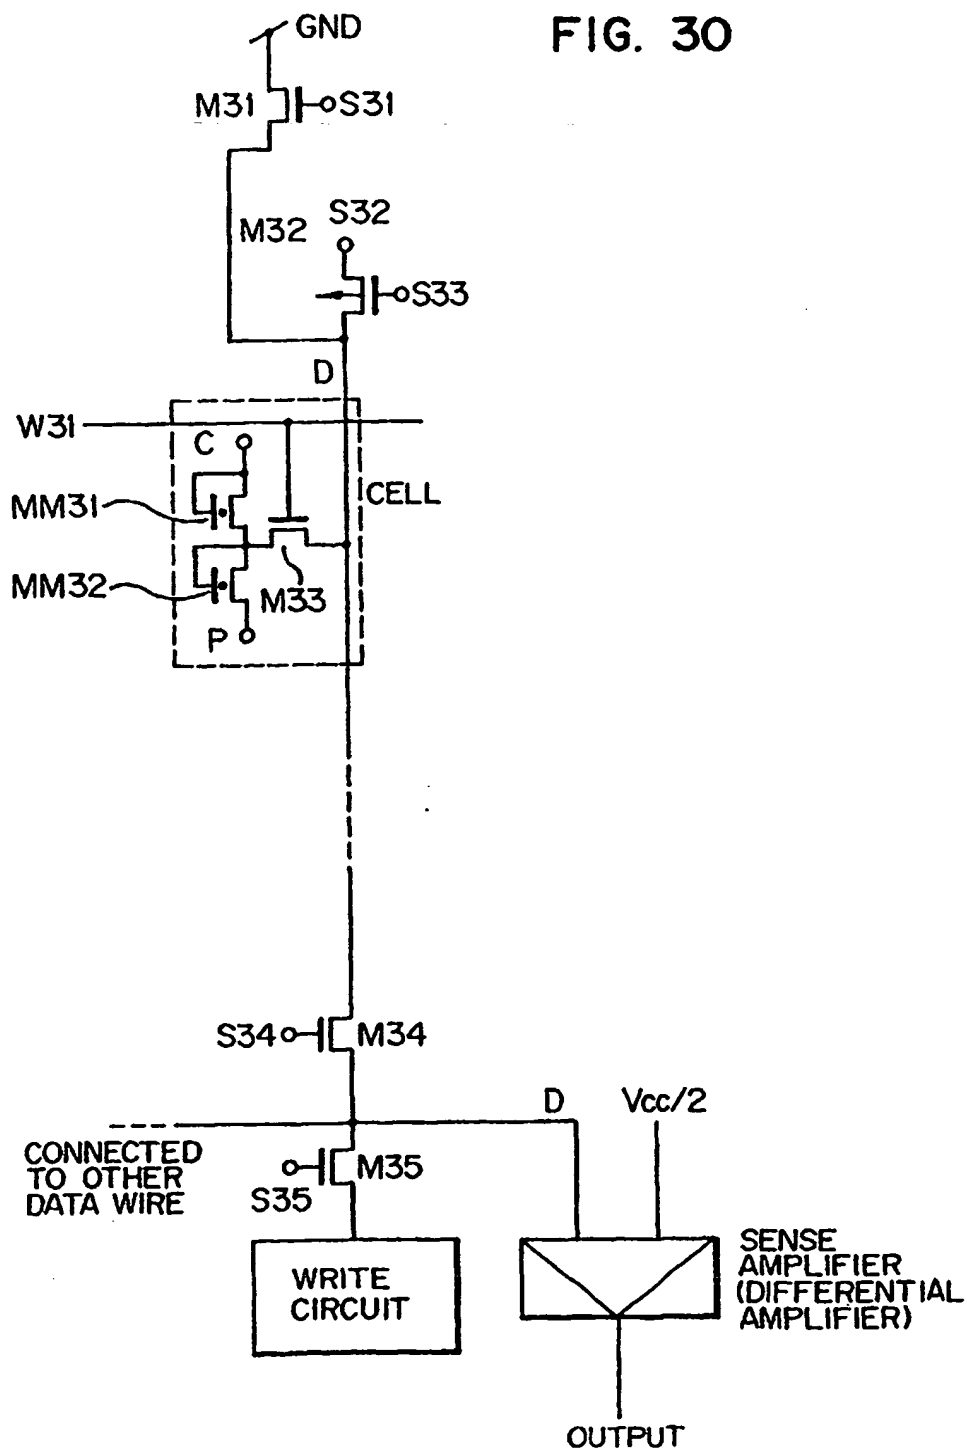 FIG. 30
GND
M31
S31
M32
S32
S33
D
W31
C
CELL
MM31
MM32
M33
P
S34
M34
D
Vcc/2
CONNECTED
TO OTHER
DATA WIRE
S35
M35
WRITE
CIRCUIT
SENSE
AMPLIFIER
(DIFFERENTIAL
AMPLIFIER)
OUTPUT